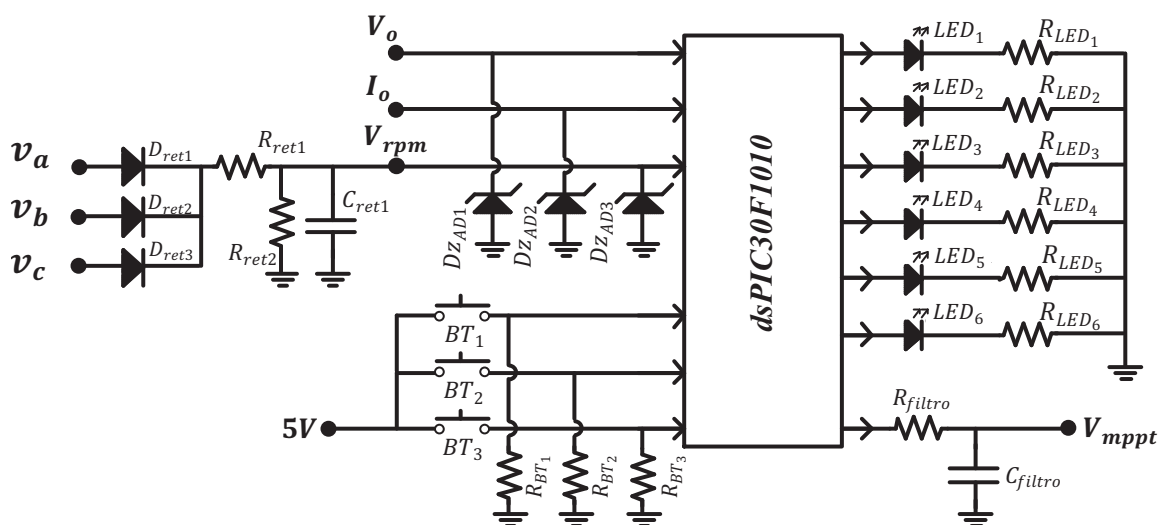 V_o
I_o
V_rpm
v_a
v_b
v_c
D_ret1
D_ret2
D_ret3
R_ret1
R_ret2
C_ret1
Dz_AD1
Dz_AD2
Dz_AD3
5V
BT_1
BT_2
BT_3
R_BT_1
R_BT_2
R_BT_3
dsPIC30F1010
LED_1
R_LED_1
LED_2
R_LED_2
LED_3
R_LED_3
LED_4
R_LED_4
LED_5
R_LED_5
LED_6
R_LED_6
R_filtro
V_mppt
C_filtro